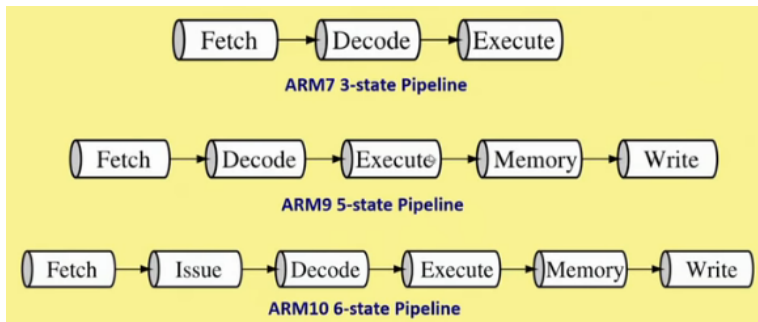 Fetch Decode Execute
ARM7 3-state Pipeline
Fetch Decode Execute Memory Write
ARM9 5-state Pipeline
Fetch Issue Decode Execute Memory Write
ARM10 6-state Pipeline